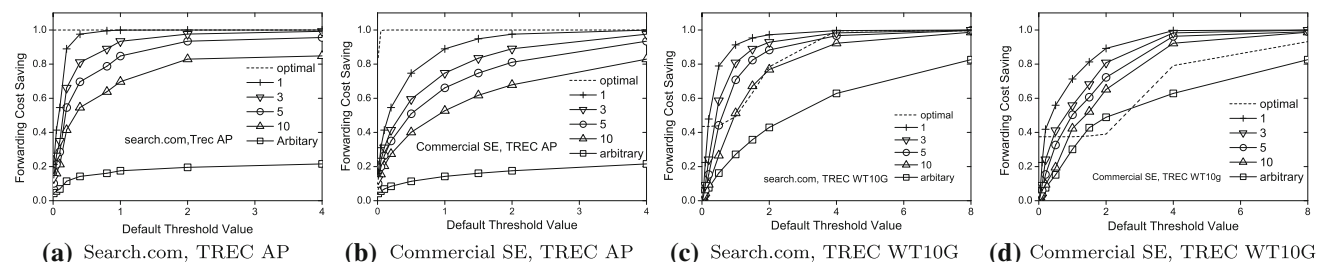 Forwarding Cost Saving
1.0
0.8
0.6
0.4
0.2
0.0
optimal
1
3
5
10
Arbitary
search.com,Trec AP
0 1 2 3 4
Default Threshold Value
(a) Search.com, TREC AP
Forwarding Cost Saving
1.0
0.8
0.6
0.4
0.2
0.0
optimal
1
3
5
10
arbitrary
Commercial SE, TREC AP
0 1 2 3 4
Default Threshold Value
(b) Commercial SE, TREC AP
Forwarding Cost Saving
1.0
0.8
0.6
0.4
0.2
0.0
optimal
1
3
5
10
arbitary
search.com, TREC WT10G
0 2 4 6 8
Default Threshold Value
(c) Search.com, TREC WT10G
Forwarding Cost Saving
1.0
0.8
0.6
0.4
0.2
0.0
optimal
1
3
5
10
arbitrary
Commercial SE, TREC WT10g
0 2 4 6 8
Default Threshold Value
(d) Commercial SE, TREC WT10G